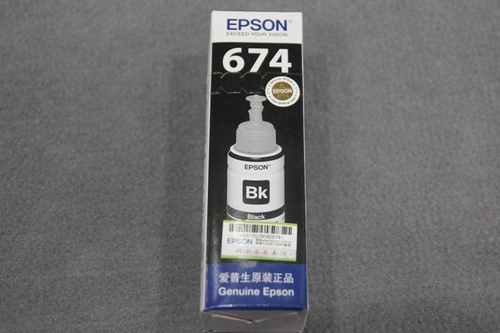 EPSON
EXCEED YOUR VISION
674
EPSON
EPSON
Bk
Black
EPSON
爱普生原装正品
Genuine Epson